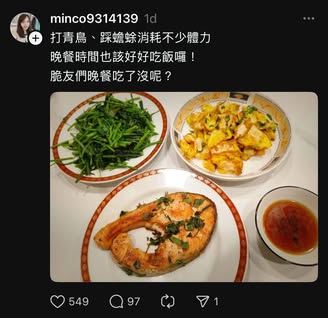 minco9314139 1d
打青鳥、踩蟾蜍消耗不少體力
晚餐時間也該好好吃飯囉！
脆友們晚餐吃了沒呢？
549 97 1